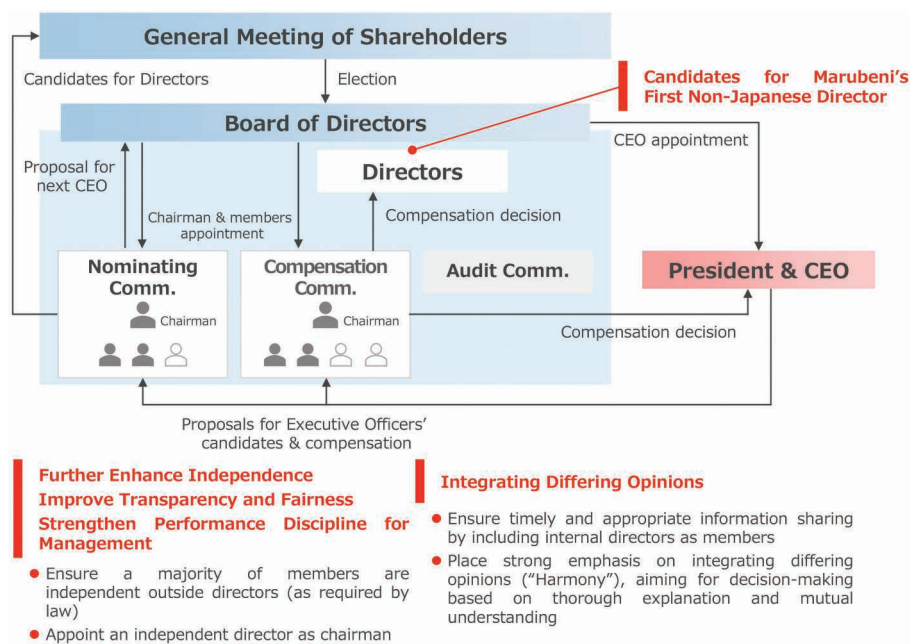 General Meeting of Shareholders
Candidates for Directors
Election
Candidates for Marubeni's
First Non-Japanese Director
Board of Directors
CEO appointment
Proposal for
next CEO
Directors
Chairman & members
appointment
Compensation decision
Nominating
Comm.
Chairman
Compensation
Comm.
Chairman
Audit Comm.
President & CEO
Compensation decision
Proposals for Executive Officers'
candidates & compensation
Further Enhance Independence
Improve Transparency and Fairness
Strengthen Performance Discipline for
Management
● Ensure a majority of members are
independent outside directors (as required by
law)
● Appoint an independent director as chairman
Integrating Differing Opinions
● Ensure timely and appropriate information sharing
by including internal directors as members
● Place strong emphasis on integrating differing
opinions ("Harmony"), aiming for decision-making
based on thorough explanation and mutual
understanding